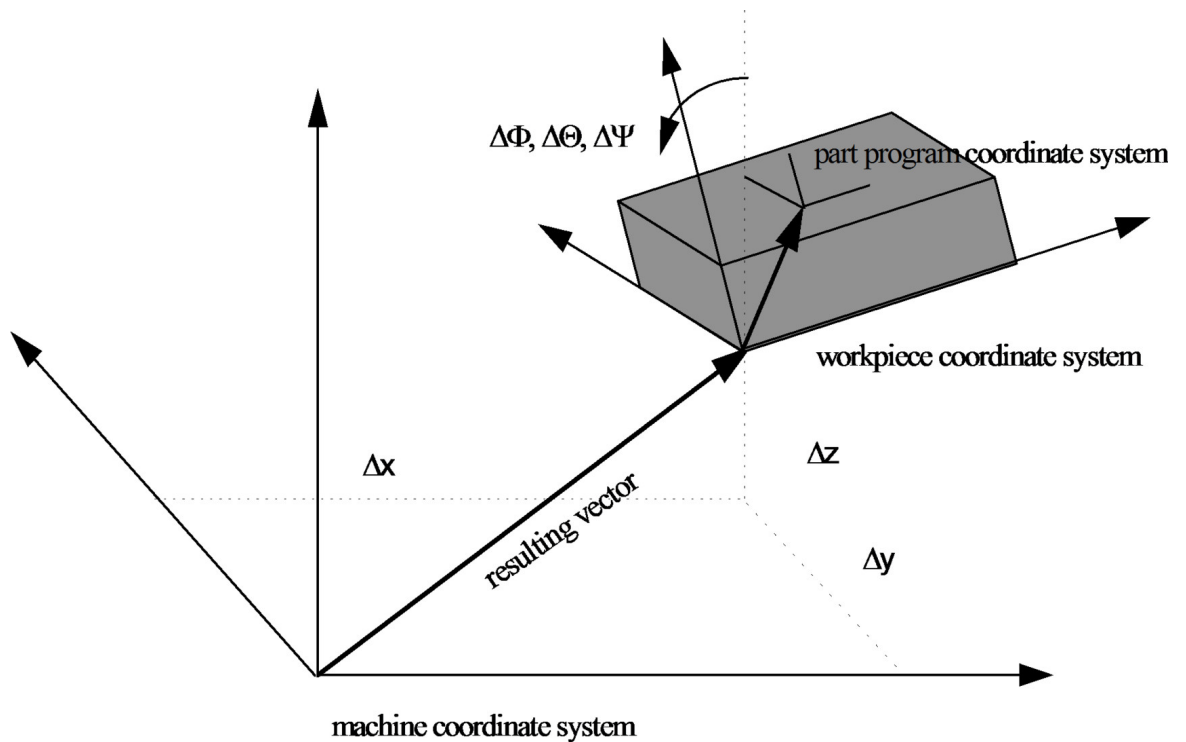 ΔΦ, ΔΘ, ΔΨ
part program coordinate system
workpiece coordinate system
Δx
Δz
resulting vector
Δy
machine coordinate system